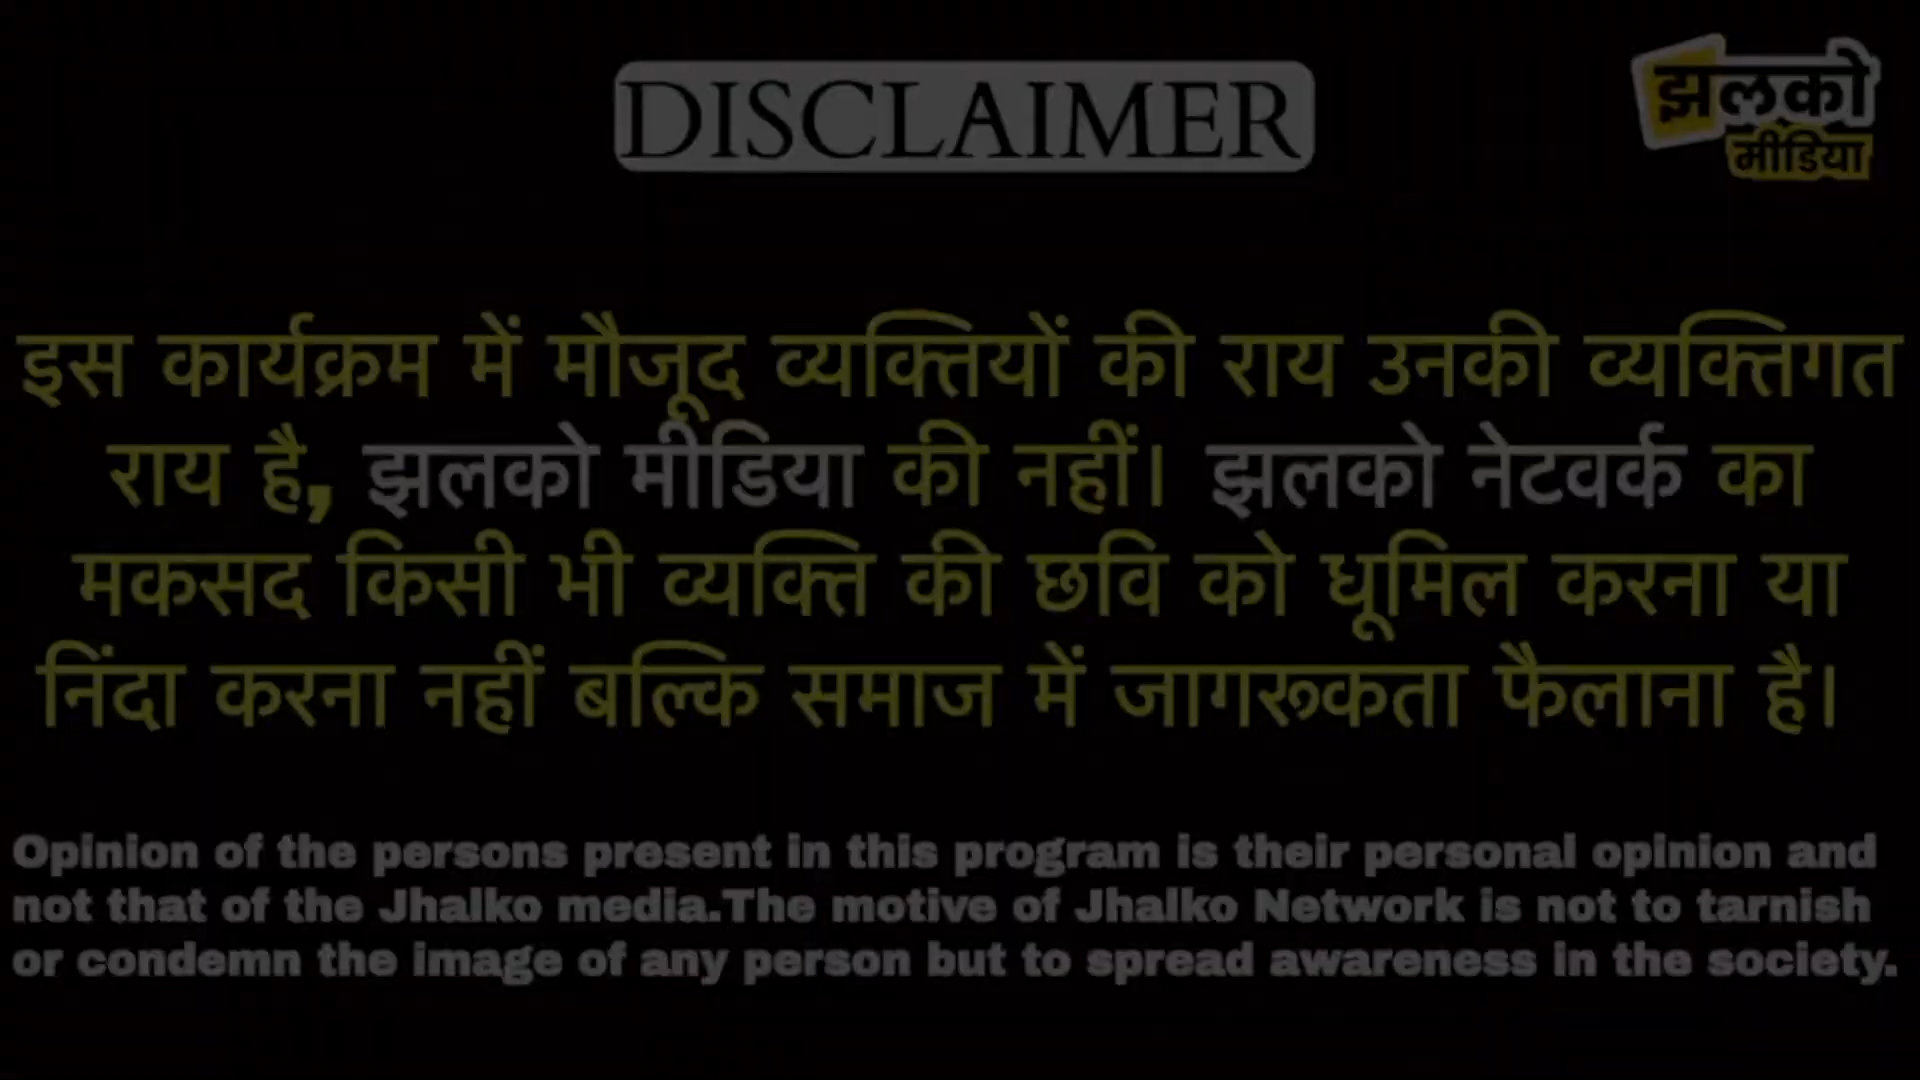 DISCLAIMER
झलको
मीडिया
इस कार्यक्रम में मौजूद व्यक्तियों की राय उनकी व्यक्तिगत
राय है, झलको मीडिया की नहीं। झलको नेटवर्क का
मकसद किसी भी व्यक्ति की छवि को धूमिल करना या
निंदा करना नहीं बल्कि समाज में जागरूकता फैलाना है।
Opinion of the persons present in this program is their personal opinion and
not that of the Jhalko media.The motive of Jhalko Network is not to tarnish
or condemn the image of any person but to spread awareness in the society.